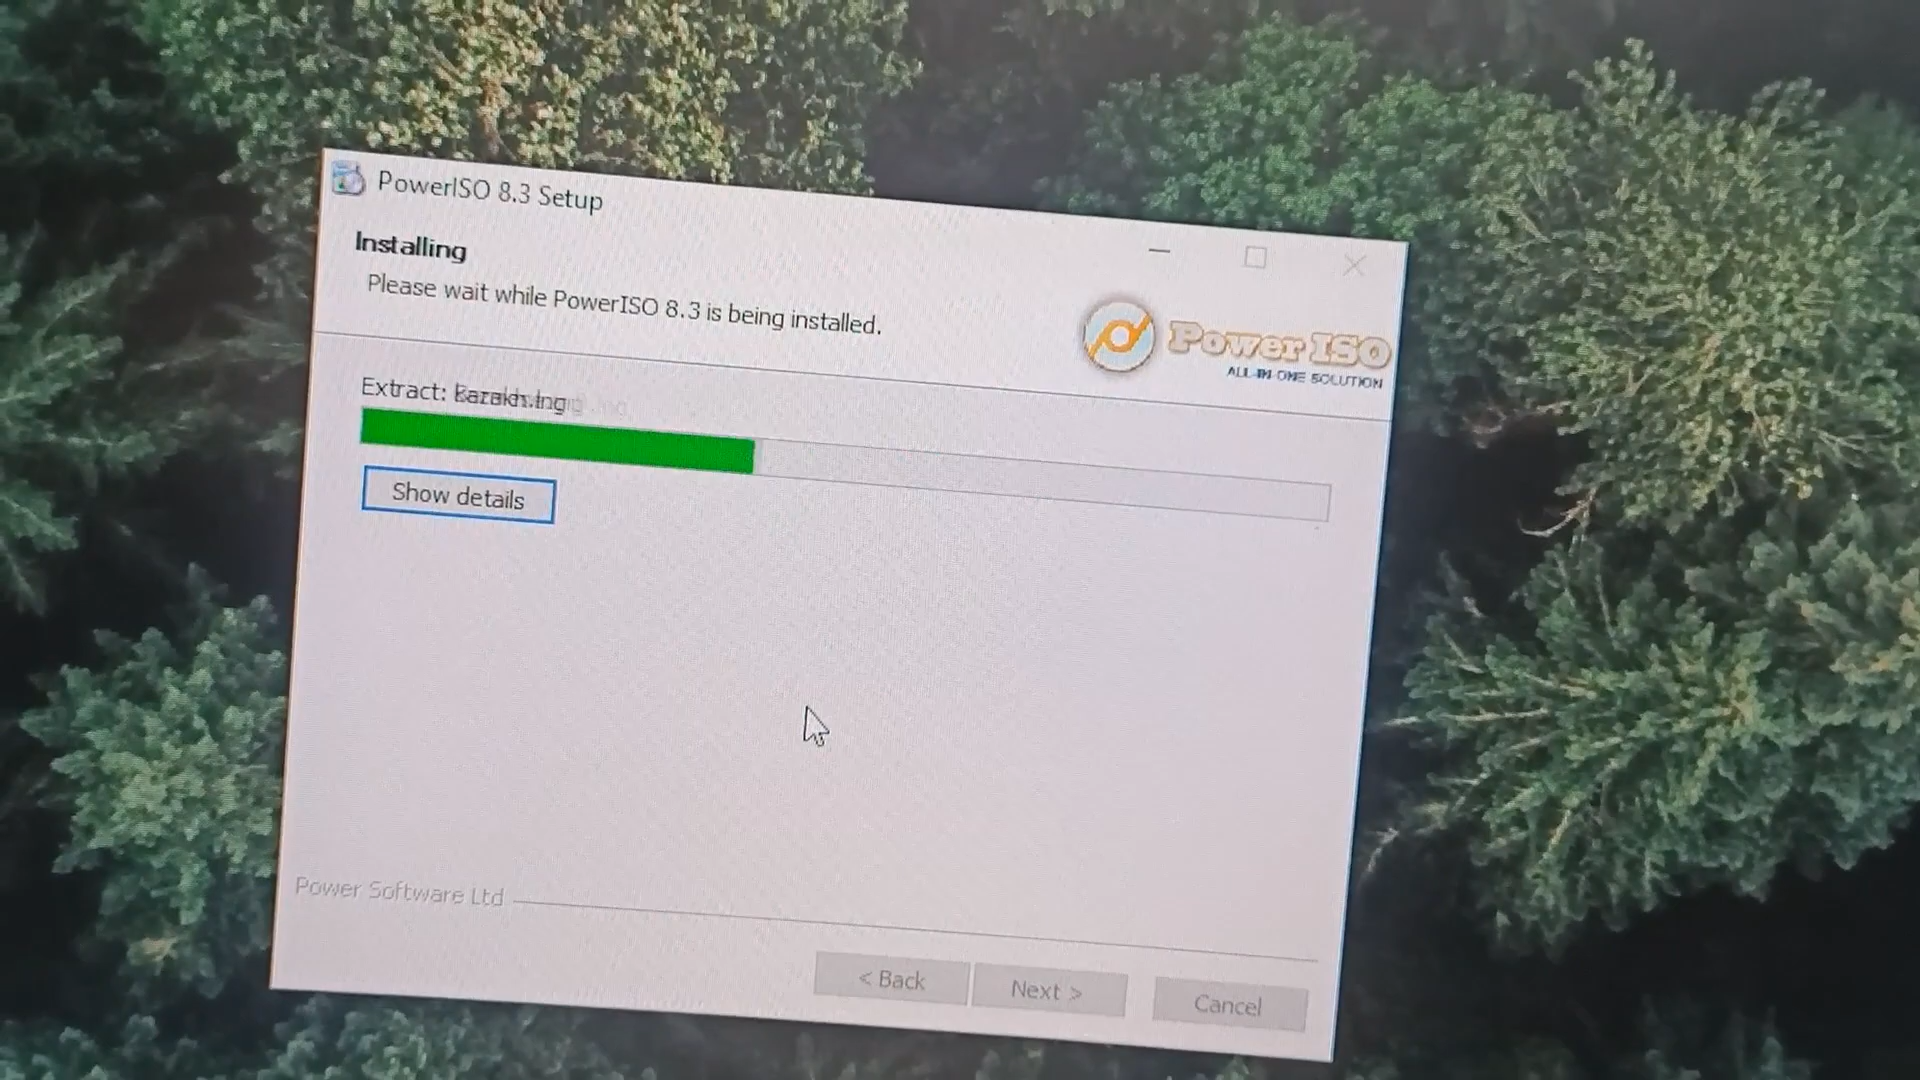 PowerISO 8.3 Setup
Installing
Please wait while PowerISO 8.3 is being installed.
Power ISO
ALL-IN-ONE SOLUTION
Extract:
Show details
Power Software Ltd
< Back
Next >
Cancel